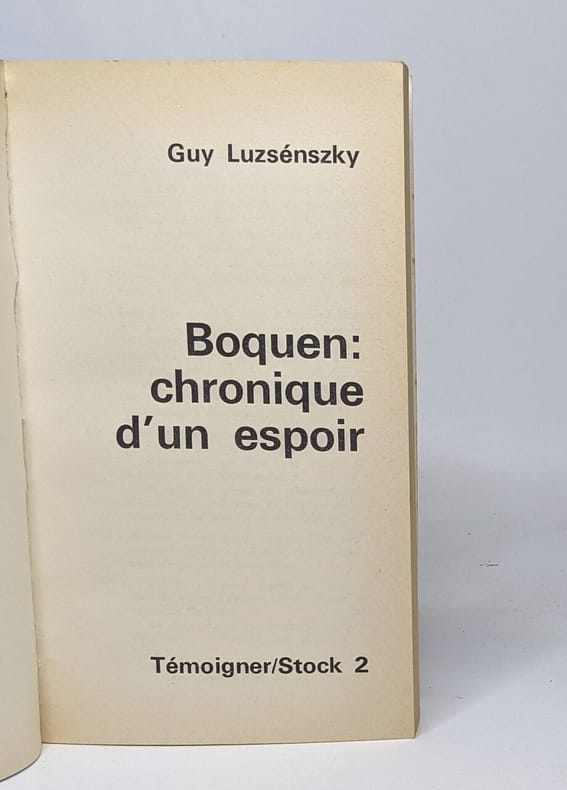 Guy Luzsénszky
Boquen:
chronique
d'un espoir
Témoigner/Stock 2